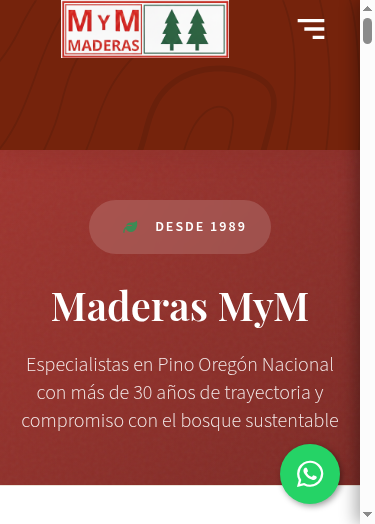 MYM
MADERAS
DESDE 1989
Maderas MyM
Especialistas en Pino Oregón Nacional
con más de 30 años de trayectoria y
compromiso con el bosque sustentable